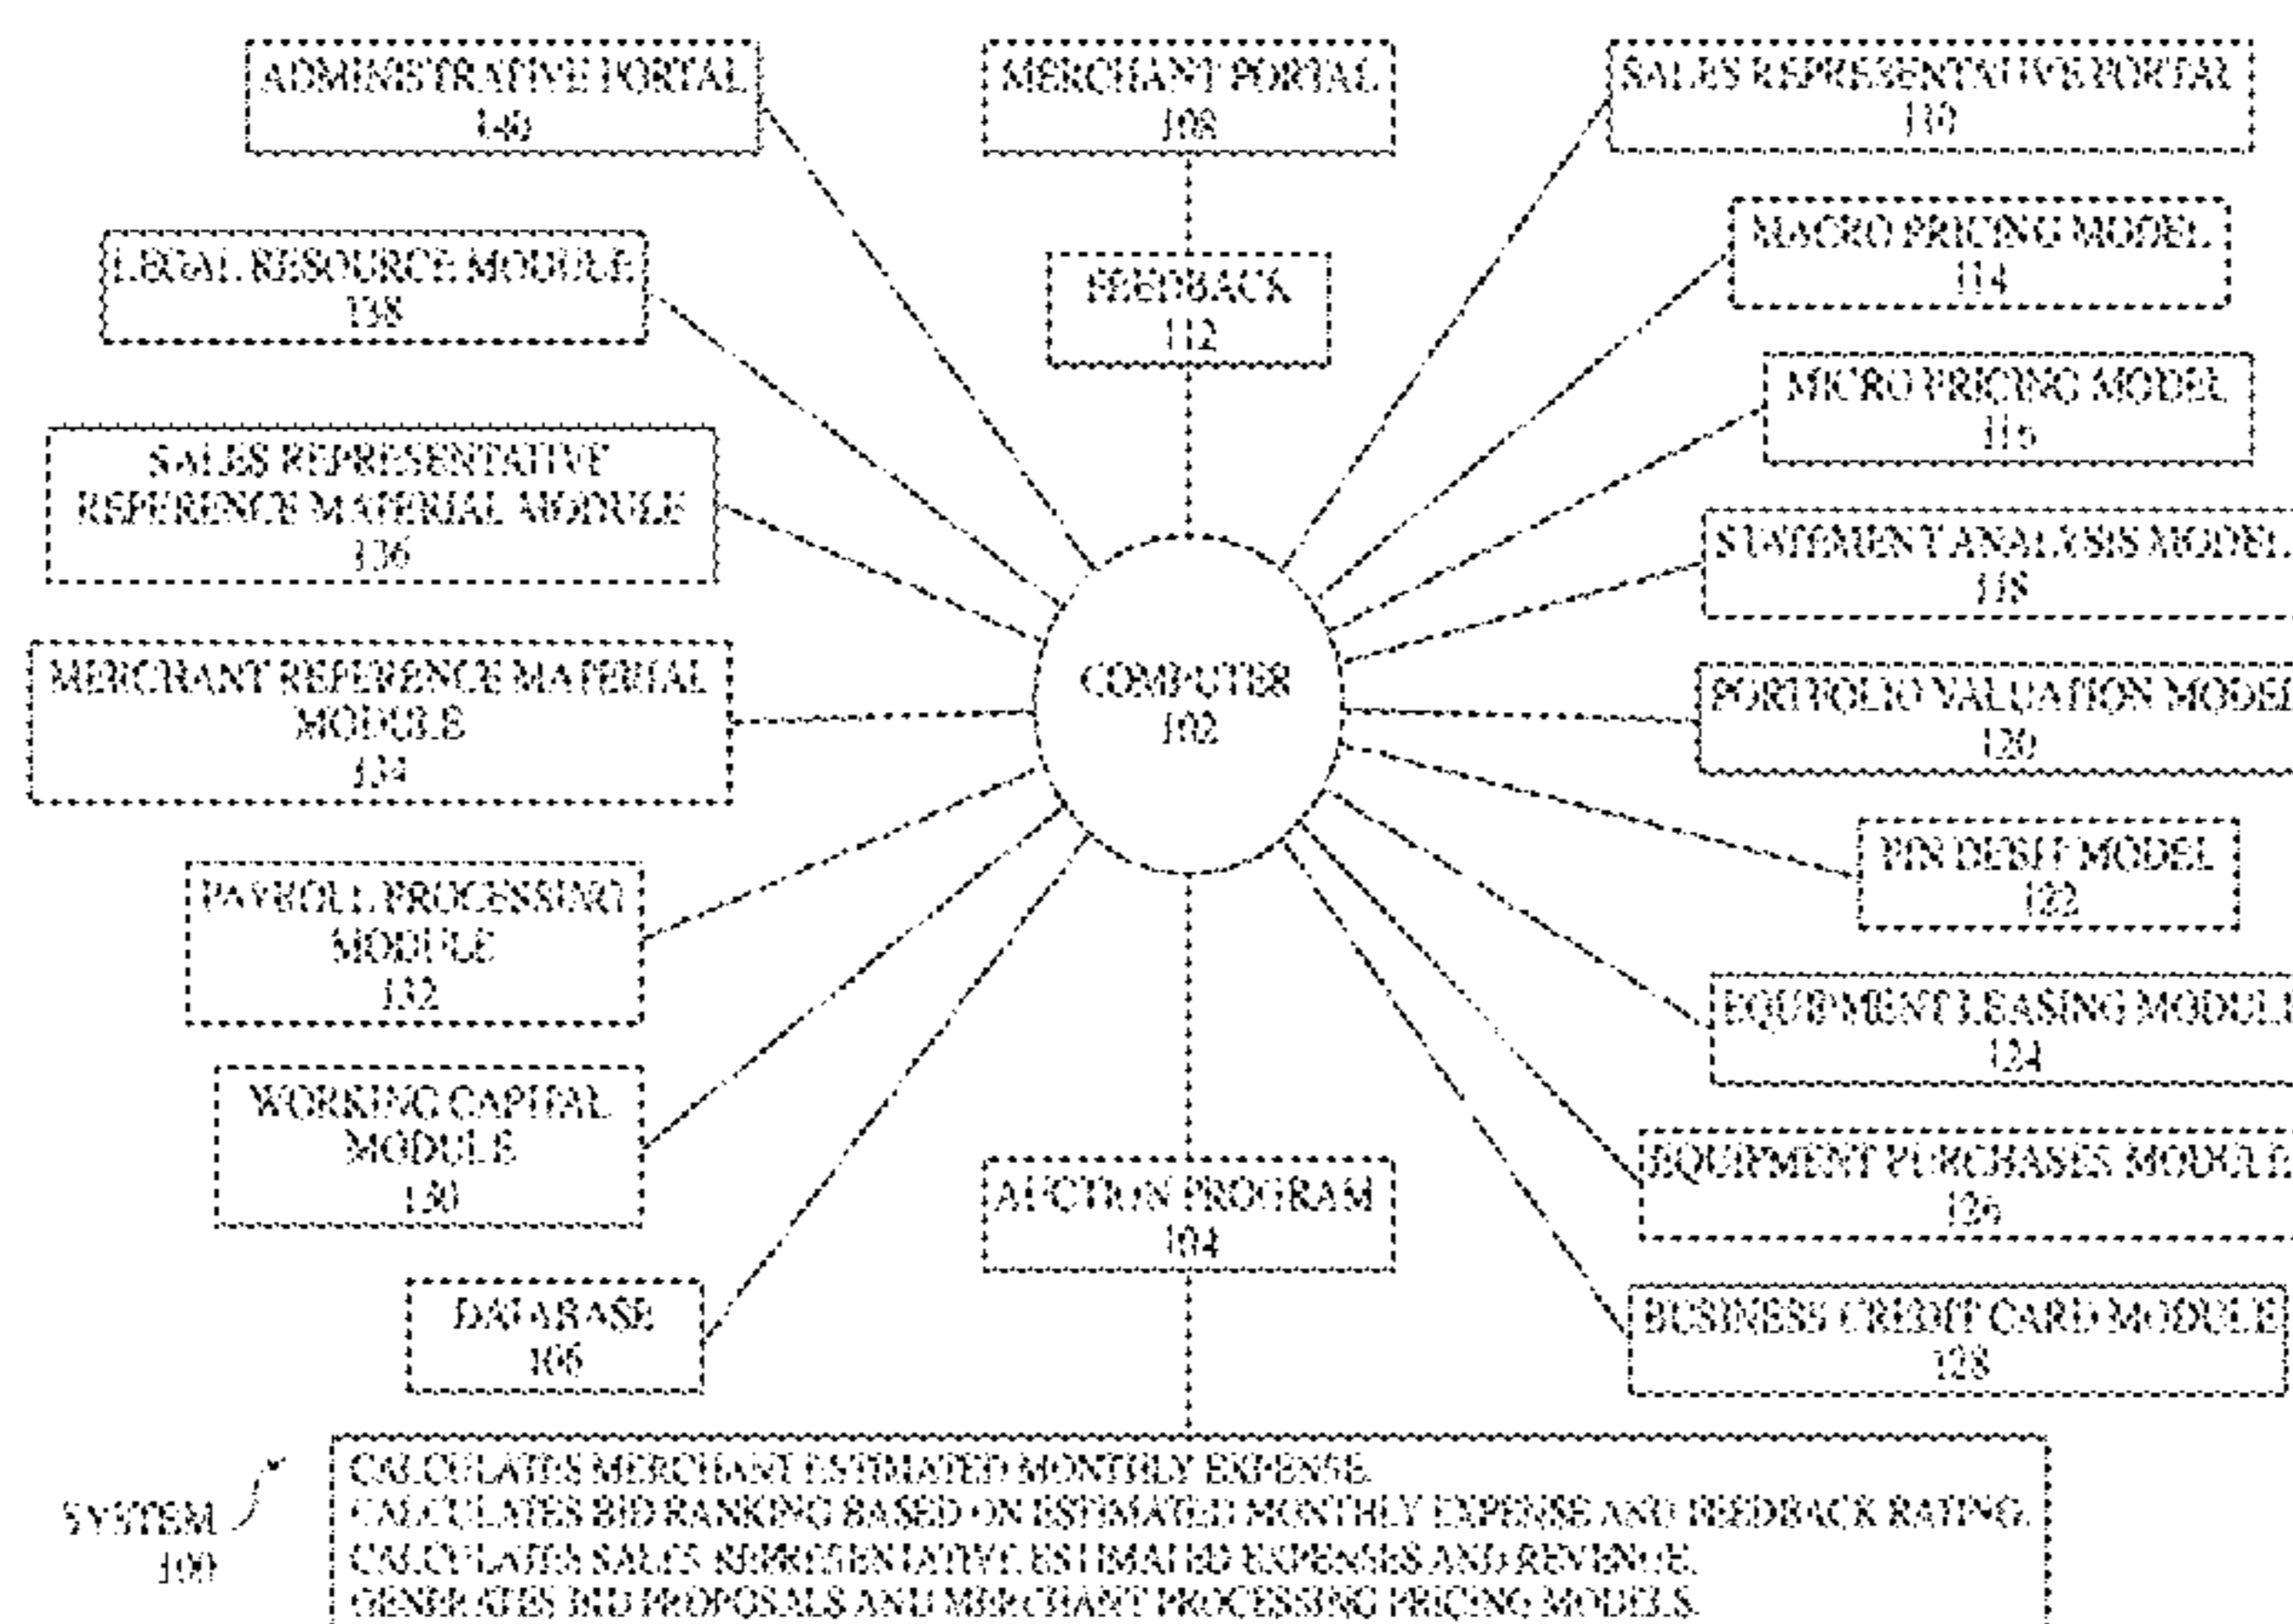 ADMINISTRATIVE PORTAL
140
MERCHANT PORTAL
108
SALES REPRESENTATIVE PORTAL
110
LEGAL RESOURCE MODULE
138
FEEDBACK
112
MACRO PRICING MODEL
114
MICRO PRICING MODEL
116
SALES REPRESENTATIVE
REFERENCE MATERIAL MODULE
136
STATEMENT ANALYSIS MODEL
118
MERCHANT REFERENCE MATERIAL
MODULE
134
COMPUTER
102
PORTFOLIO VALUATION MODEL
120
PIN DEBIT MODEL
122
PAYROLL PROCESSING
MODULE
132
EQUIPMENT LEASING MODULE
124
WORKING CAPITAL
MODULE
130
AUCTION PROGRAM
104
EQUIPMENT PURCHASES MODULE
126
DATABASE
106
BUSINESS CREDIT CARD MODULE
128
SYSTEM
100
CALCULATES MERCHANT ESTIMATED MONTHLY EXPENSE.
CALCULATES BID RANKING BASED ON ESTIMATED MONTHLY EXPENSE AND FEEDBACK RATING.
CALCULATES SALES REPRESENTATIVE ESTIMATED EXPENSES AND REVENUE.
GENERATES BID PROPOSALS AND MERCHANT PROCESSING PRICING MODELS.